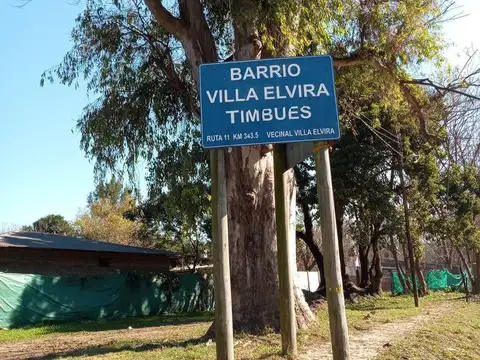 BARRIO
VILLA ELVIRA
TIMBUES
RUTA 11 KM 343.5 VECINAL VILLA ELVIRA